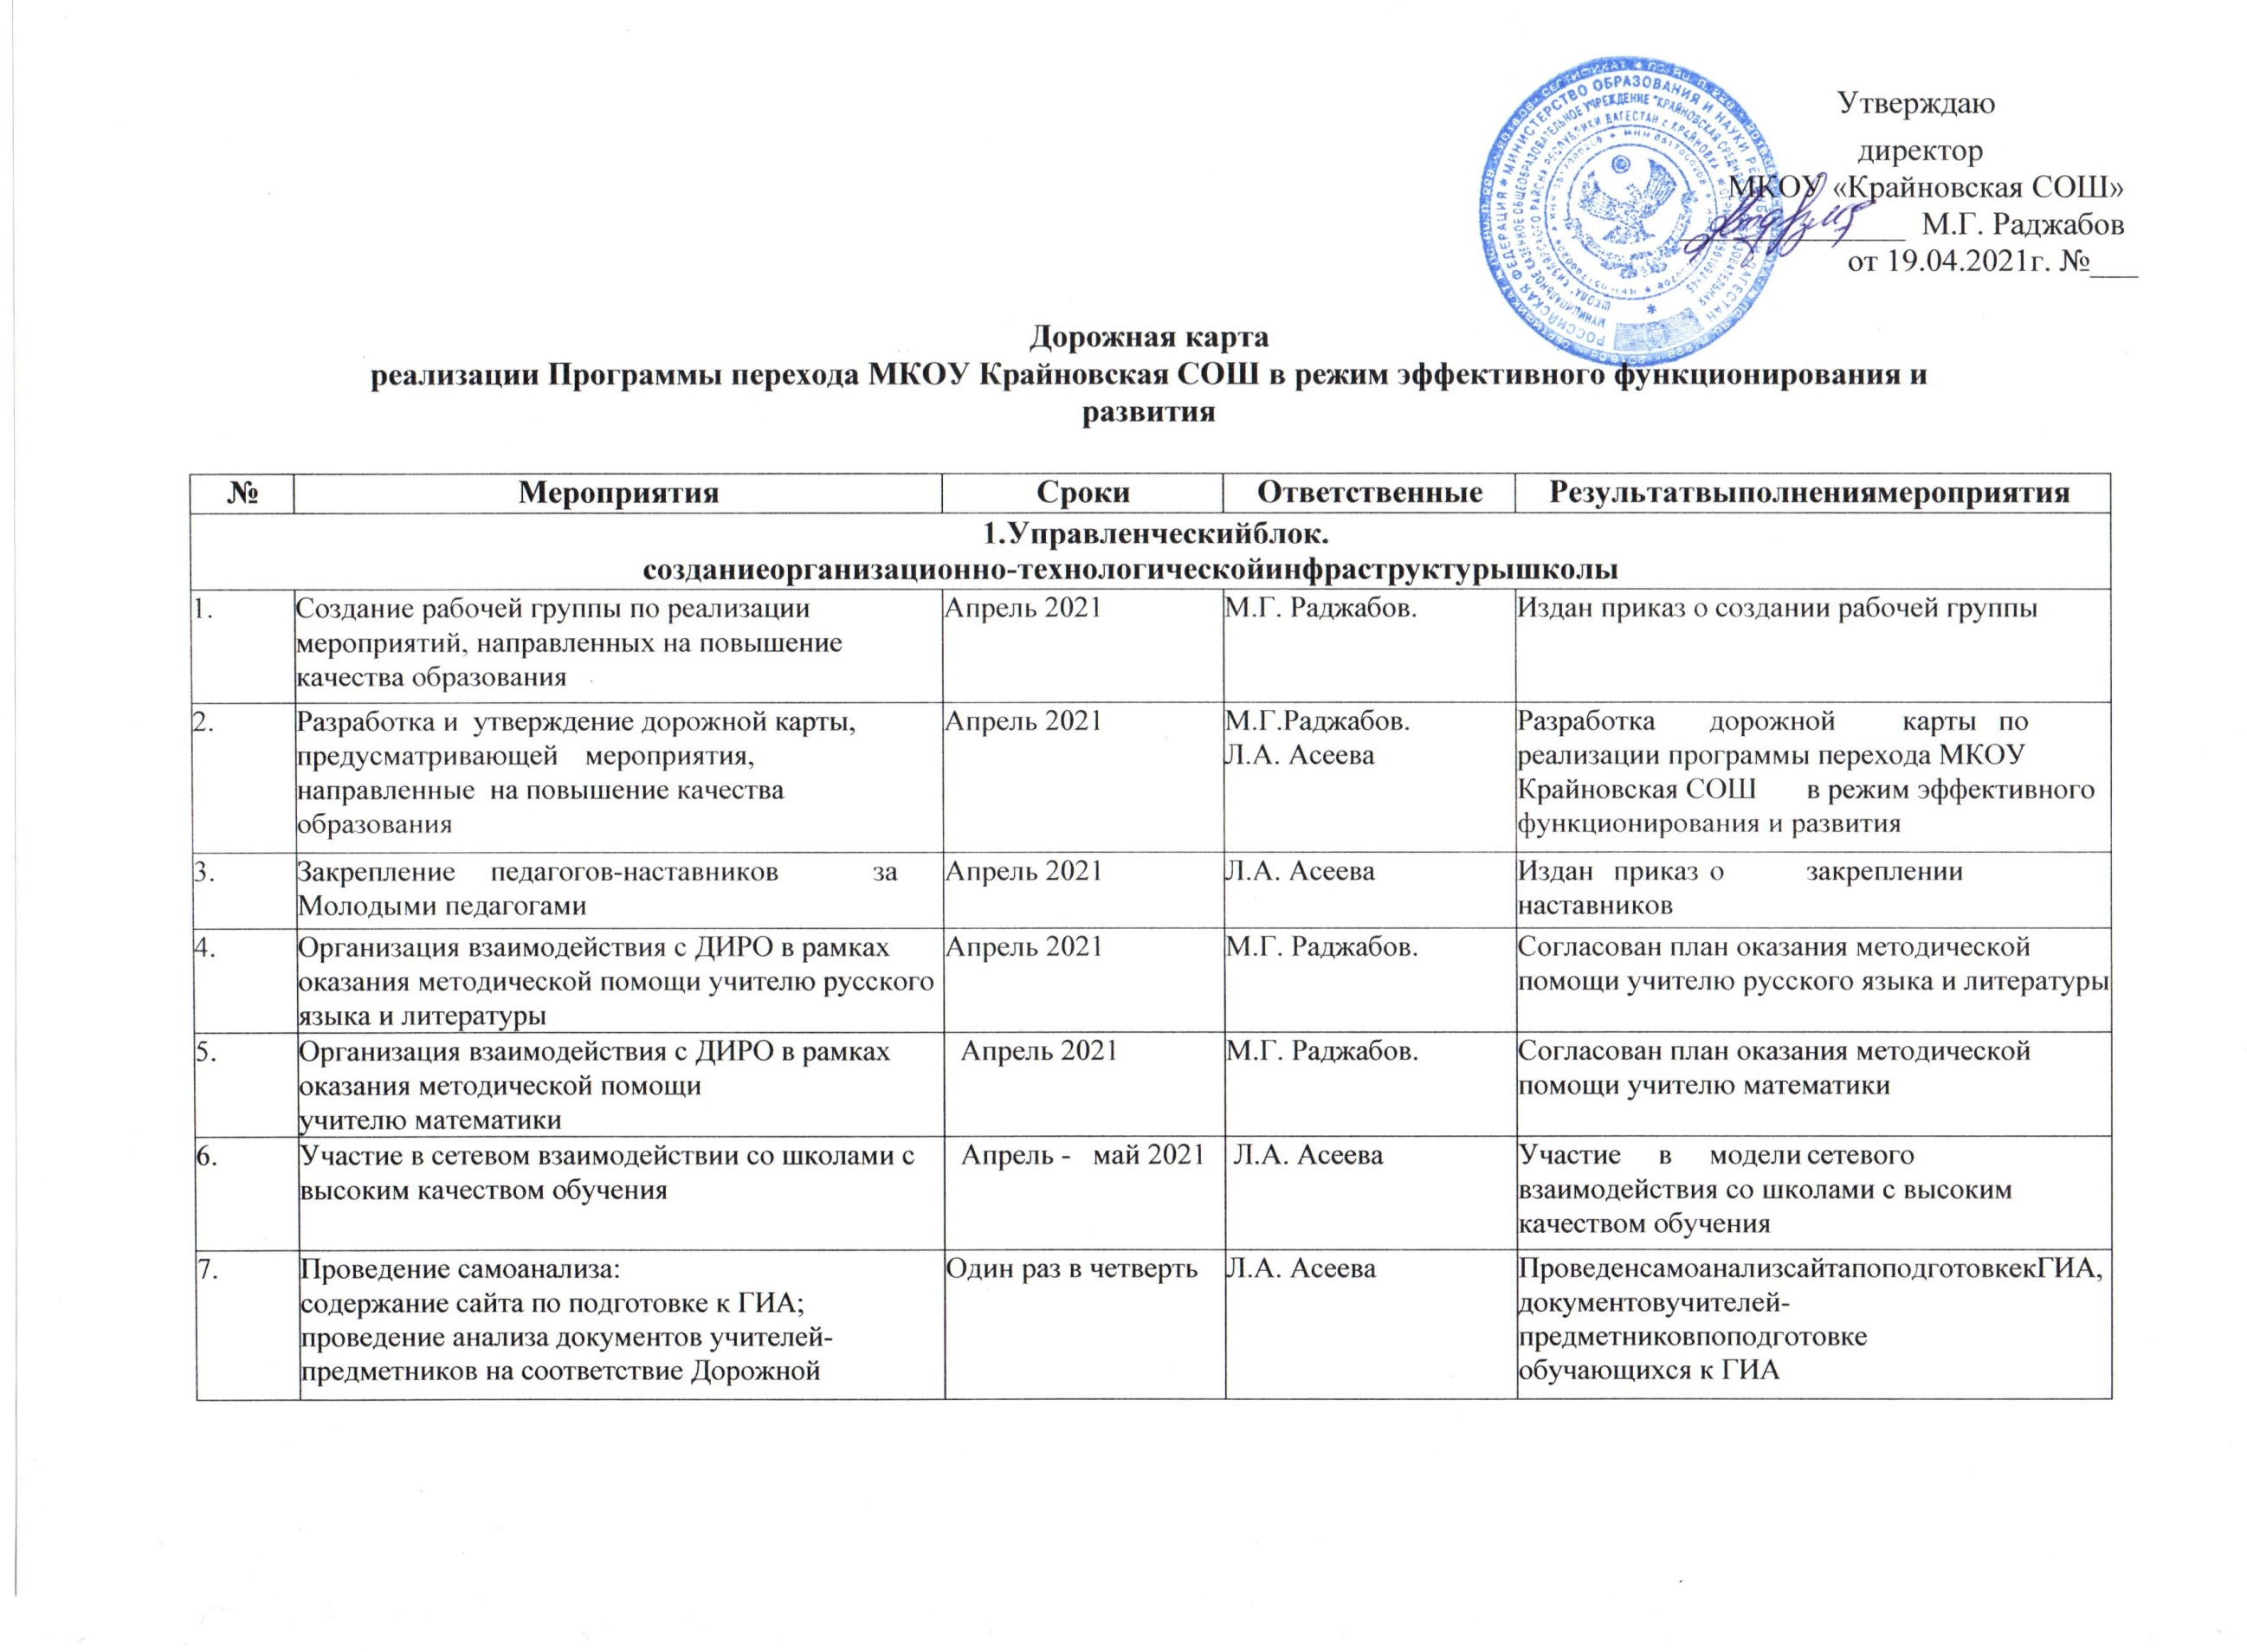 Утверждаю
директор
МКОУ «Крайновская СОШ»
М.Г. Раджабов
от 19.04.2021г. №___
Дорожная карта
реализации Программы перехода МКОУ Крайновская СОШ в режим эффективного функционирования и
развития
№ Мероприятия Сроки Ответственные Результатвыполнениямероприятия
1.Управленческийблок.
созданиеорганизационно-технологическойинфраструктурышколы
1. Создание рабочей группы по реализации Апрель 2021 М.Г. Раджабов. Издан приказ о создании рабочей группы
мероприятий, направленных на повышение
качества образования
2. Разработка и утверждение дорожной карты, Апрель 2021 М.Г.Раджабов. Разработка дорожной карты по
предусматривающей мероприятия, Л.А. Асеева реализации программы перехода МКОУ
направленные на повышение качества Крайновская СОШ в режим эффективного
образования функционирования и развития
3. Закрепление педагогов-наставников за Апрель 2021 Л.А. Асеева Издан приказ о закреплении
Молодыми педагогами наставников
4. Организация взаимодействия с ДИРО в рамках Апрель 2021 М.Г. Раджабов. Согласован план оказания методической
оказания методической помощи учителю русского помощи учителю русского языка и литературы
языка и литературы
5. Организация взаимодействия с ДИРО в рамках Апрель 2021 М.Г. Раджабов. Согласован план оказания методической
оказания методической помощи помощи учителю математики
учителю математики
6. Участие в сетевом взаимодействии со школами с Апрель - май 2021 Л.А. Асеева Участие в модели сетевого
высоким качеством обучения взаимодействия со школами с высоким
качеством обучения
7. Проведение самоанализа: Один раз в четверть Л.А. Асеева ПроведенсамоанализсайтапоподготовкекГИА,
содержание сайта по подготовке к ГИА; документовучителей-
проведение анализа документов учителей- предметниковпоподготовке
предметников на соответствие Дорожной обучающихся к ГИА